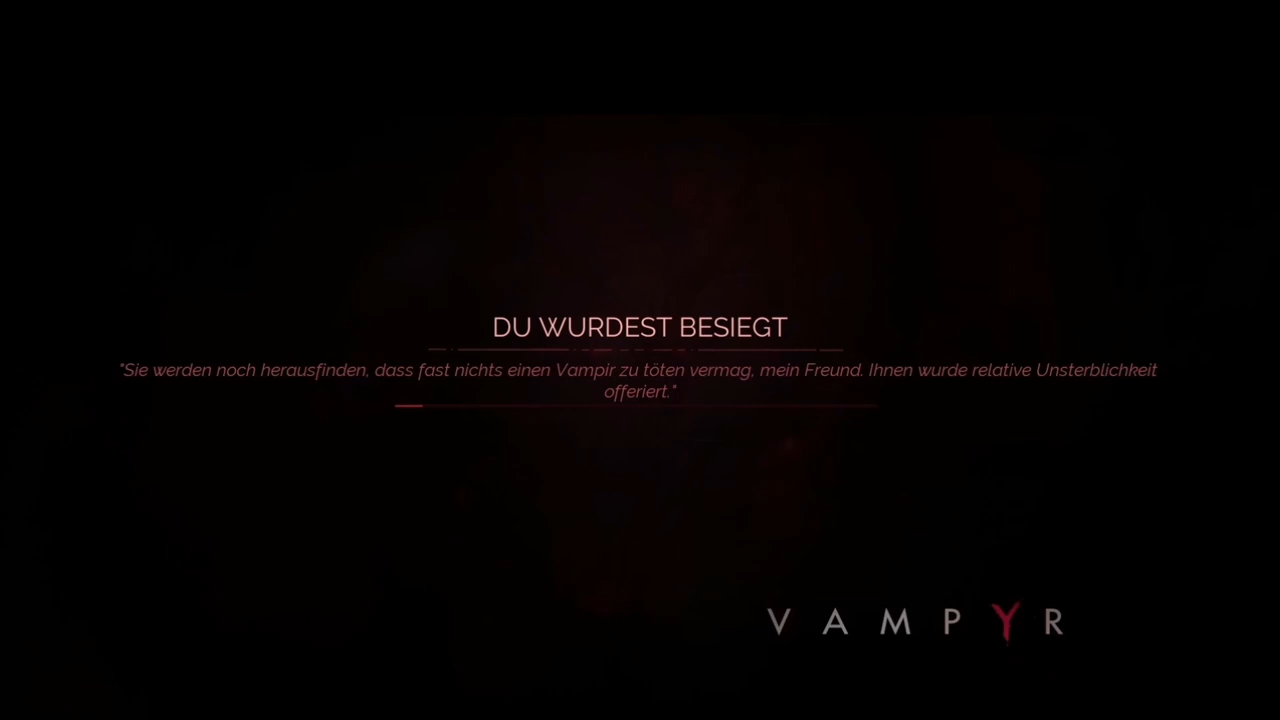 DU WURDEST BESIEGT
"Sie werden noch herausfinden, dass fast nichts einen Vampir zu töten vermag, mein Freund. Ihnen wurde relative Unsterblichkeit
offeriert."
VAMPYR